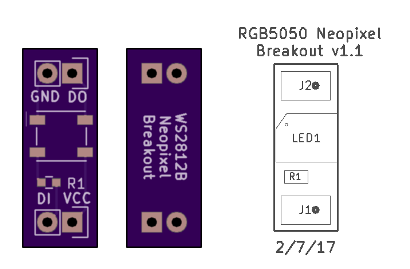 GND DO
R1
DI VCC
WS2812B
Neopixel
Breakout
RGB5050 Neopixel
Breakout v1.1
J2
LED1
R1
J1
2/7/17